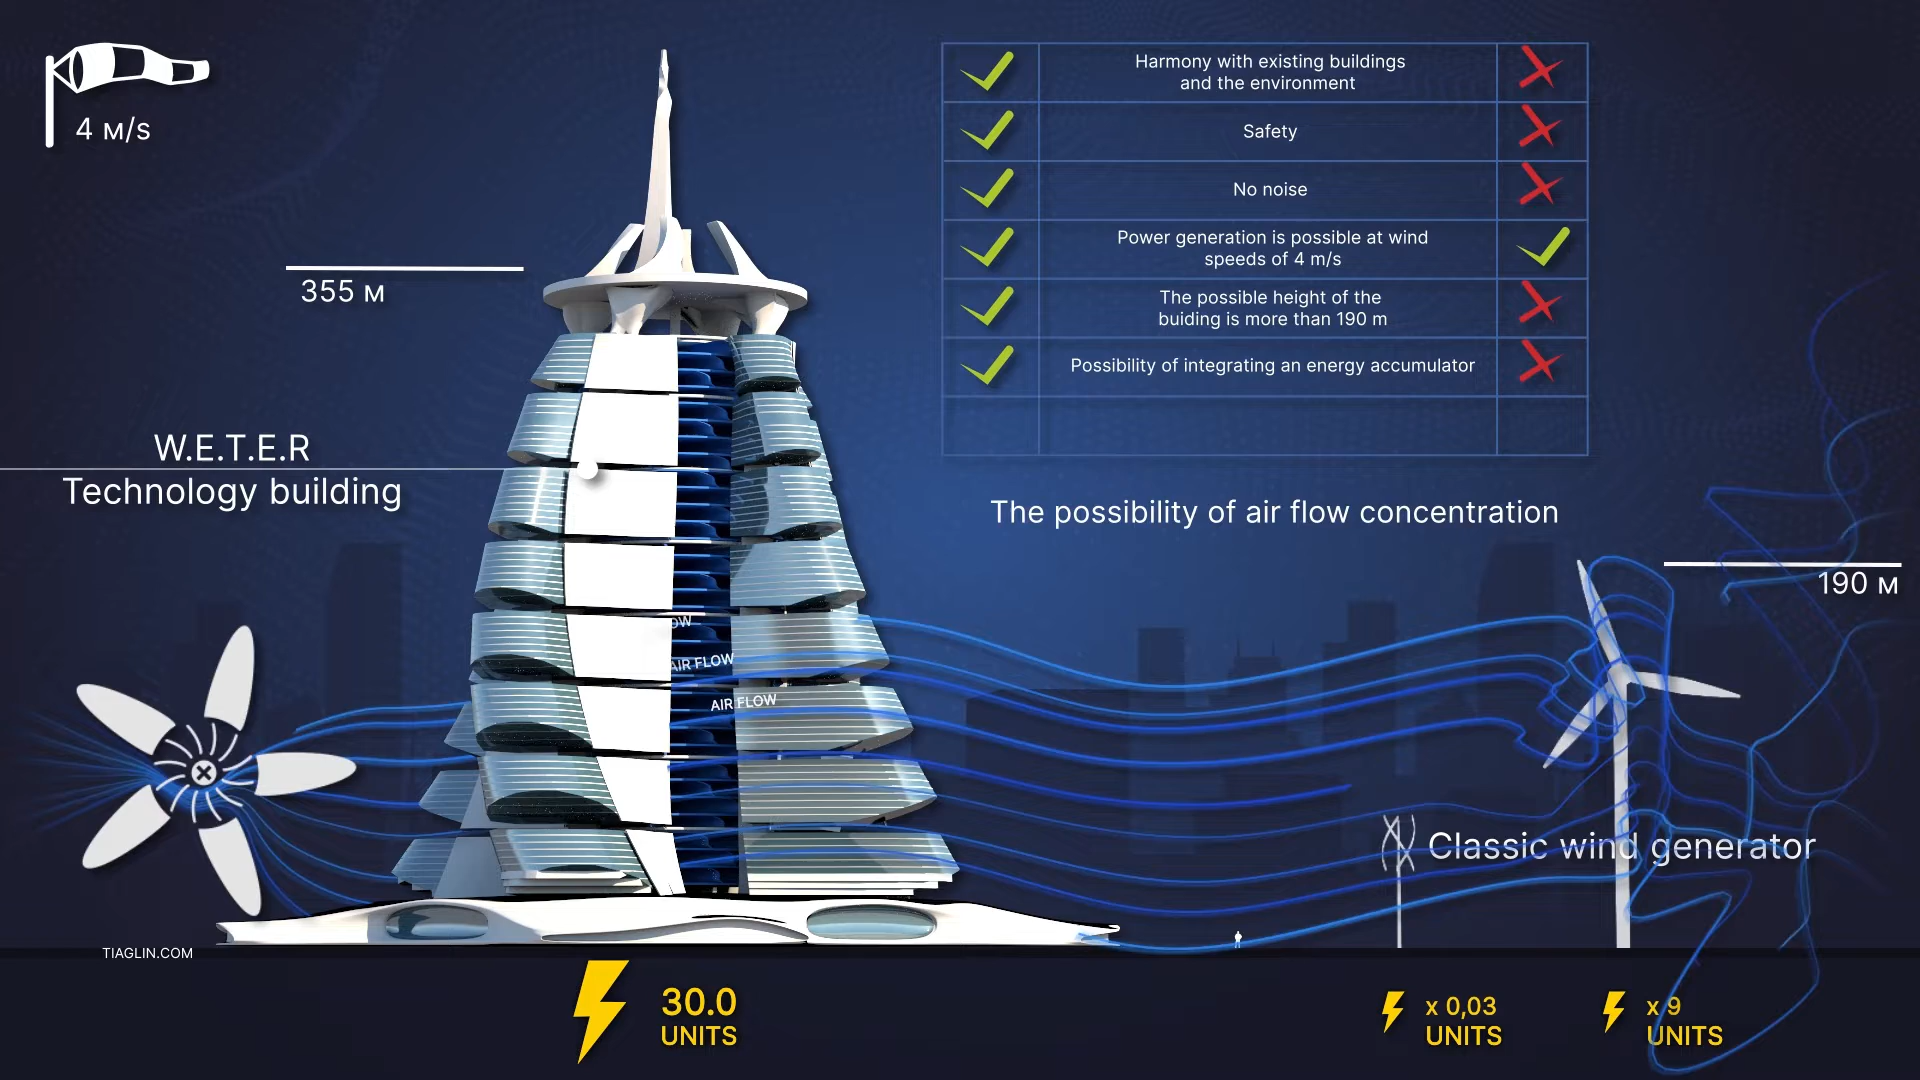 4 м/s
355 м
W.E.T.E.R
Technology building
Harmony with existing buildings
and the environment
Safety
No noise
Power generation is possible at wind
speeds of 4 m/s
The possible height of the
buiding is more than 190 m
Possibility of integrating an energy accumulator
The possibility of air flow concentration
190 м
OW
AIR FLOW
AIR FLOW
Classic wind generator
TIAGLIN.COM
30.0
UNITS
x 0,03
UNITS
x 9
UNITS